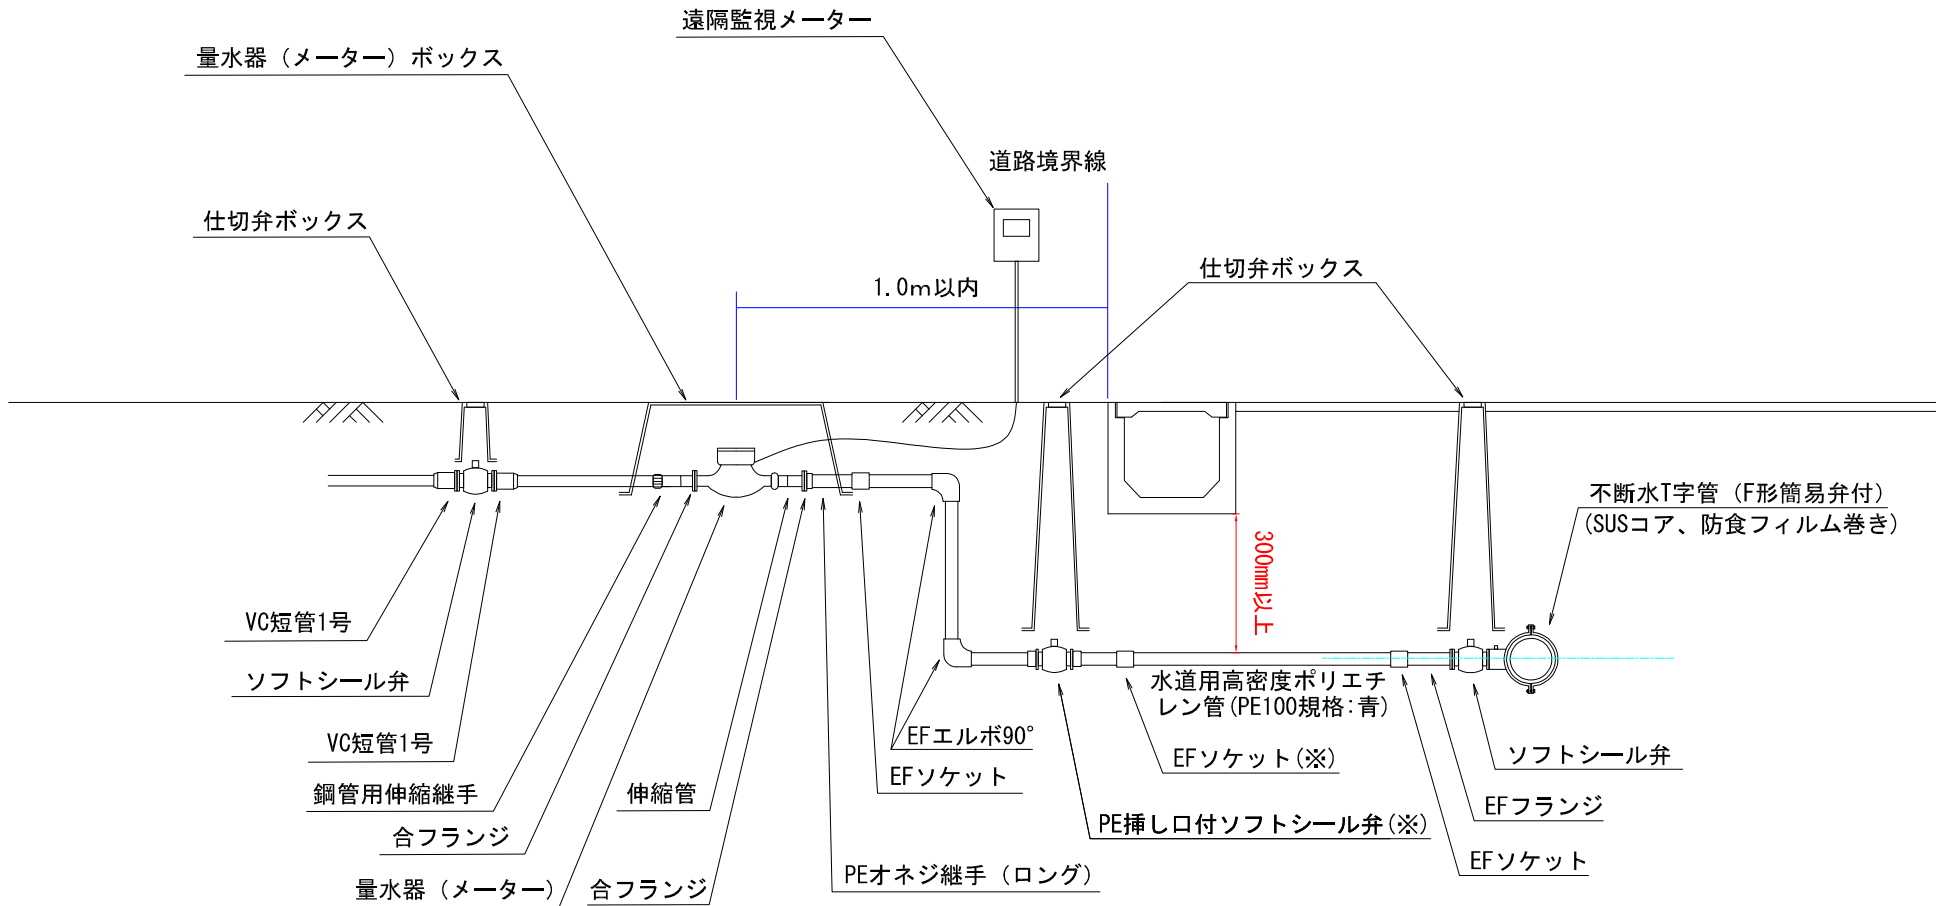 遠隔監視メーター
量水器（メーター）ボックス
道路境界線
仕切弁ボックス
仕切弁ボックス
1.0m以内
不断水T字管（F形簡易弁付）
(SUSコア、防食フィルム巻き)
300mm以上
VC短管1号
ソフトシール弁
水道用高密度ポリエチ
レン管(PE100規格:青)
VC短管1号
EFエルボ90°
EFソケット(※)
ソフトシール弁
鋼管用伸縮継手
伸縮管
EFソケット
EFフランジ
合フランジ
PE挿し口付ソフトシール弁(※)
EFソケット
量水器（メーター）
合フランジ
PEオネジ継手（ロング）